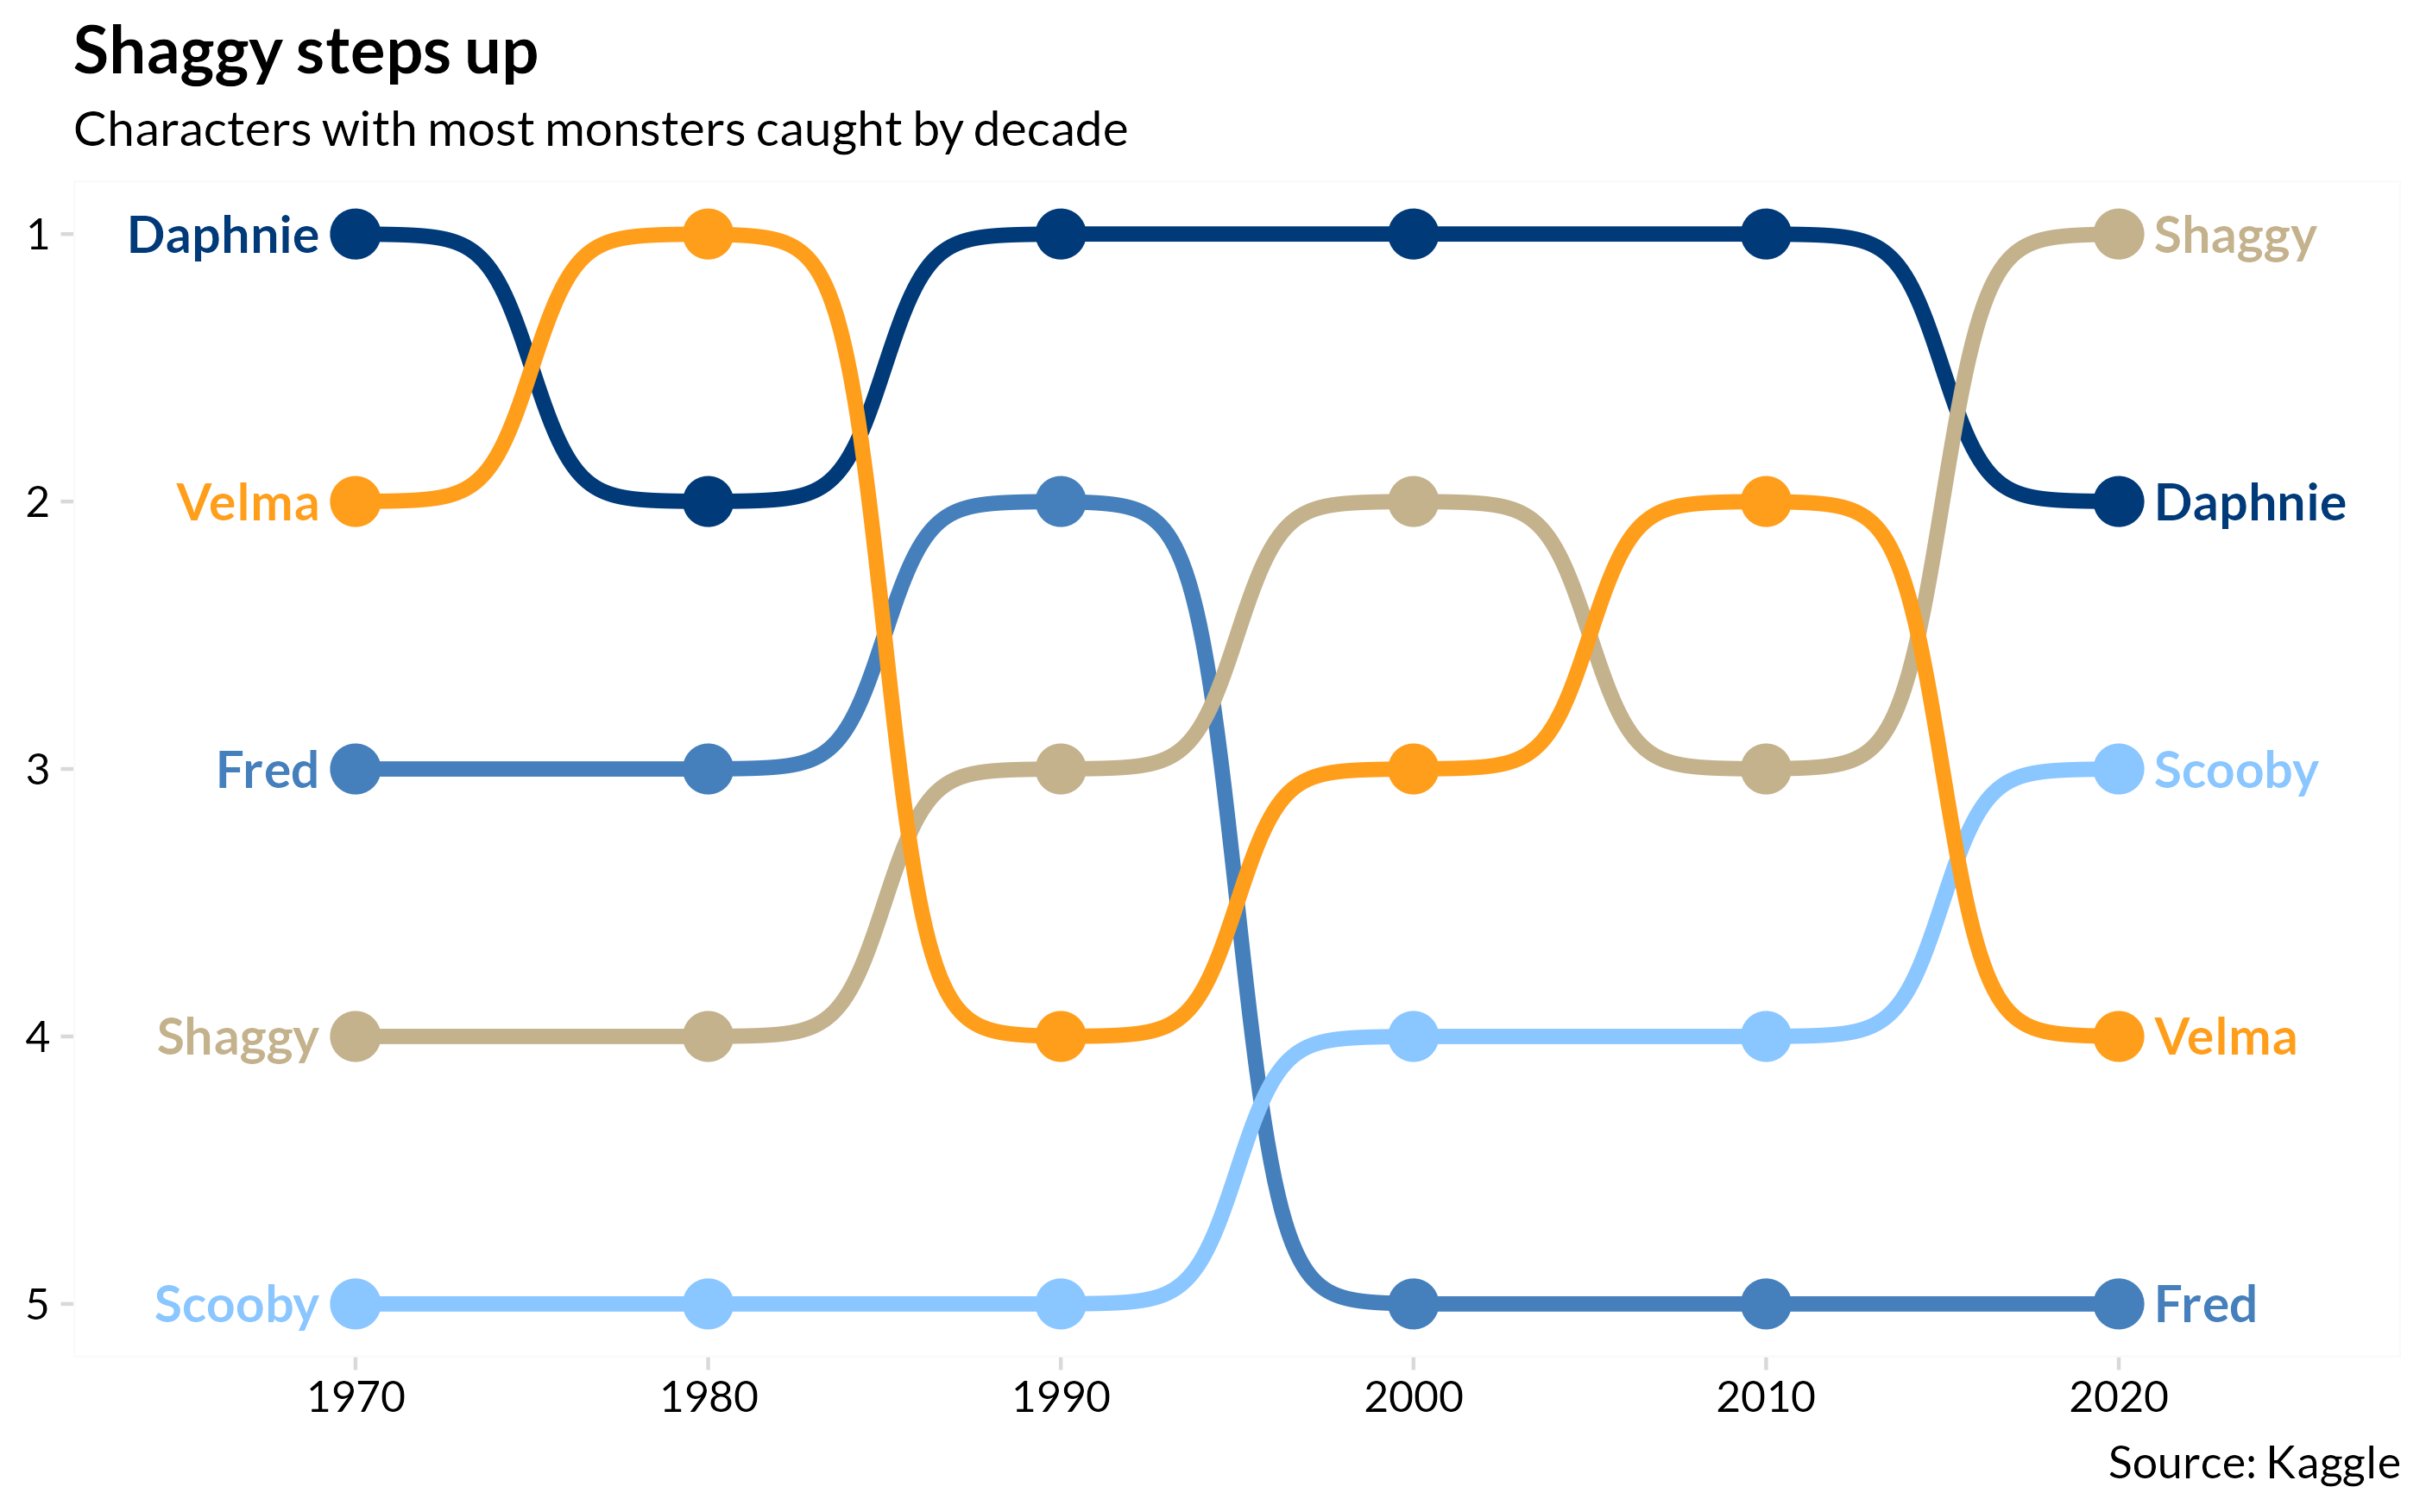 Shaggy steps up
Characters with most monsters caught by decade
1 Daphnie Shaggy
2 Velma Daphnie
3 Fred Scooby
4 Shaggy Velma
5 Scooby Fred
1970 1980 1990 2000 2010 2020
Source: Kaggle